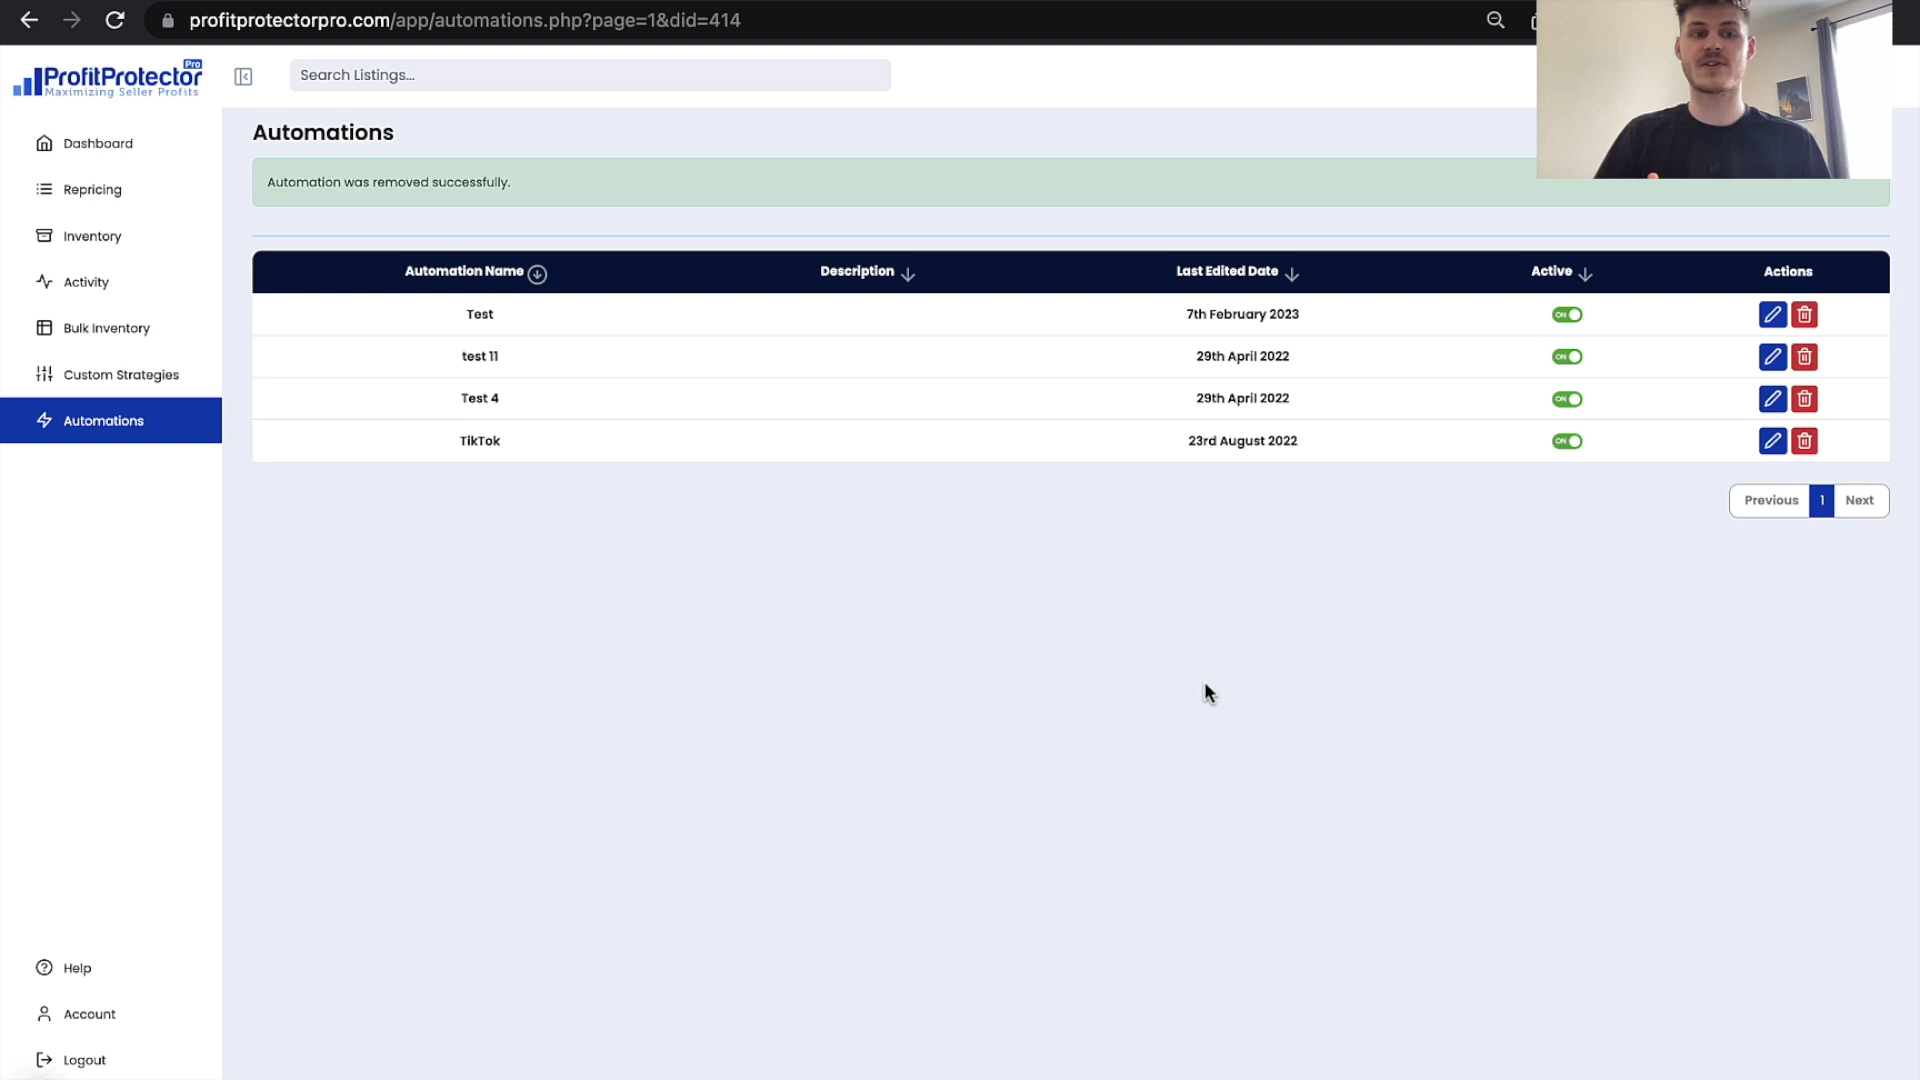 profitprotectorpro.com/app/automations.php?page=1&did=414
ProfitProtector Pro
Maximizing Seller Profits
Search Listings...
Dashboard
Repricing
Inventory
Activity
Bulk Inventory
Custom Strategies
Automations
Help
Account
Logout
Automations
Automation was removed successfully.
Automation Name Description Last Edited Date Active Actions
Test 7th February 2023 ON
test 11 29th April 2022 ON
Test 4 29th April 2022 ON
TikTok 23rd August 2022 ON
Previous 1 Next